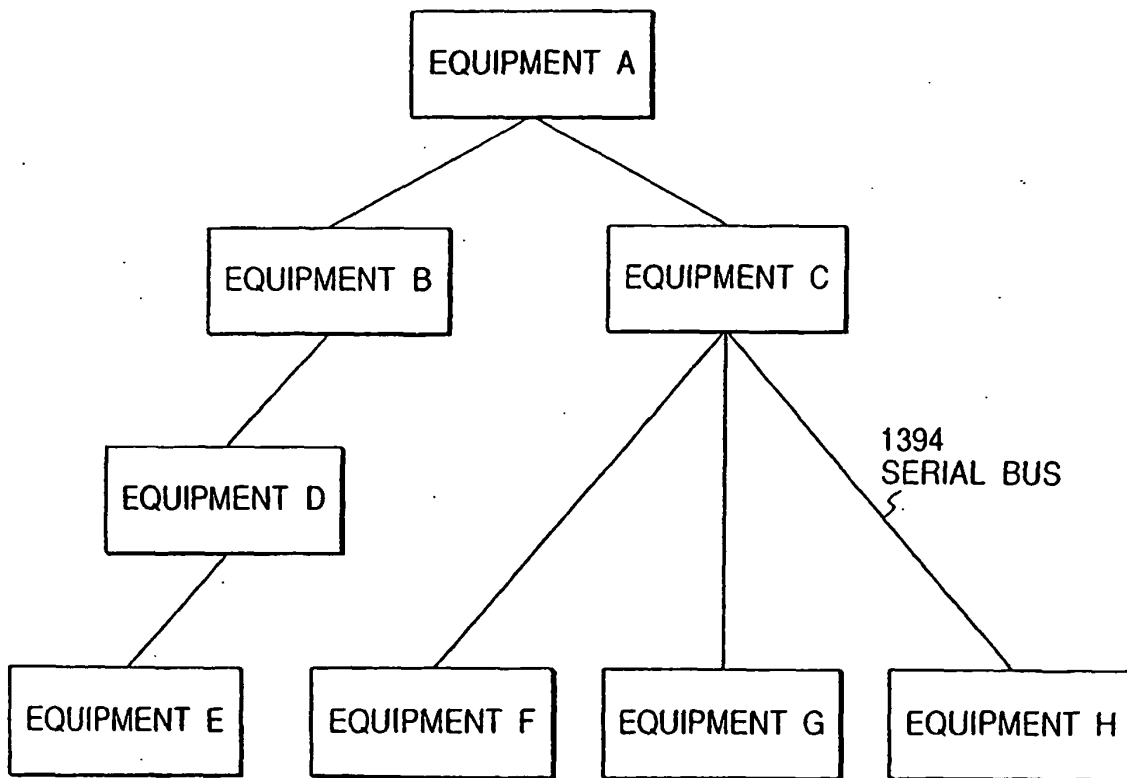 EQUIPMENT A
EQUIPMENT B
EQUIPMENT C
1394
SERIAL BUS
EQUIPMENT D
EQUIPMENT E
EQUIPMENT F
EQUIPMENT G
EQUIPMENT H